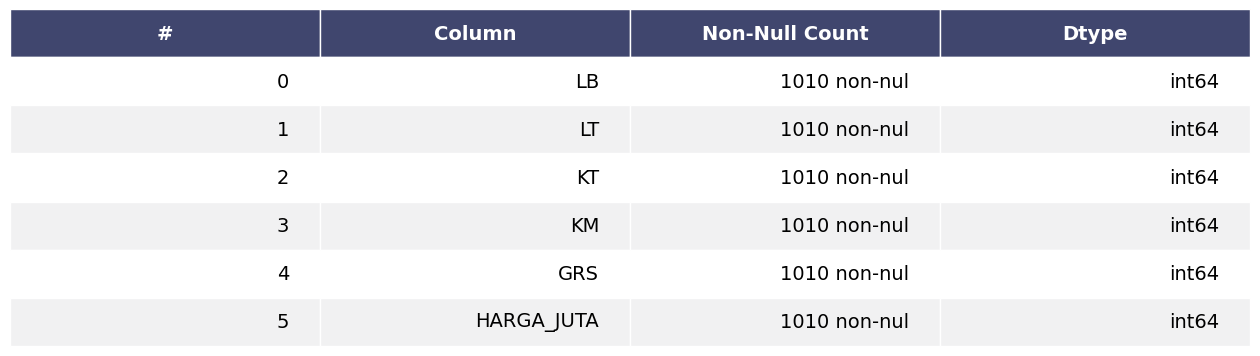 # Column Non-Null Count Dtype
0 LB 1010 non-nul int64
1 LT 1010 non-nul int64
2 KT 1010 non-nul int64
3 KM 1010 non-nul int64
4 GRS 1010 non-nul int64
5 HARGA_JUTA 1010 non-nul int64